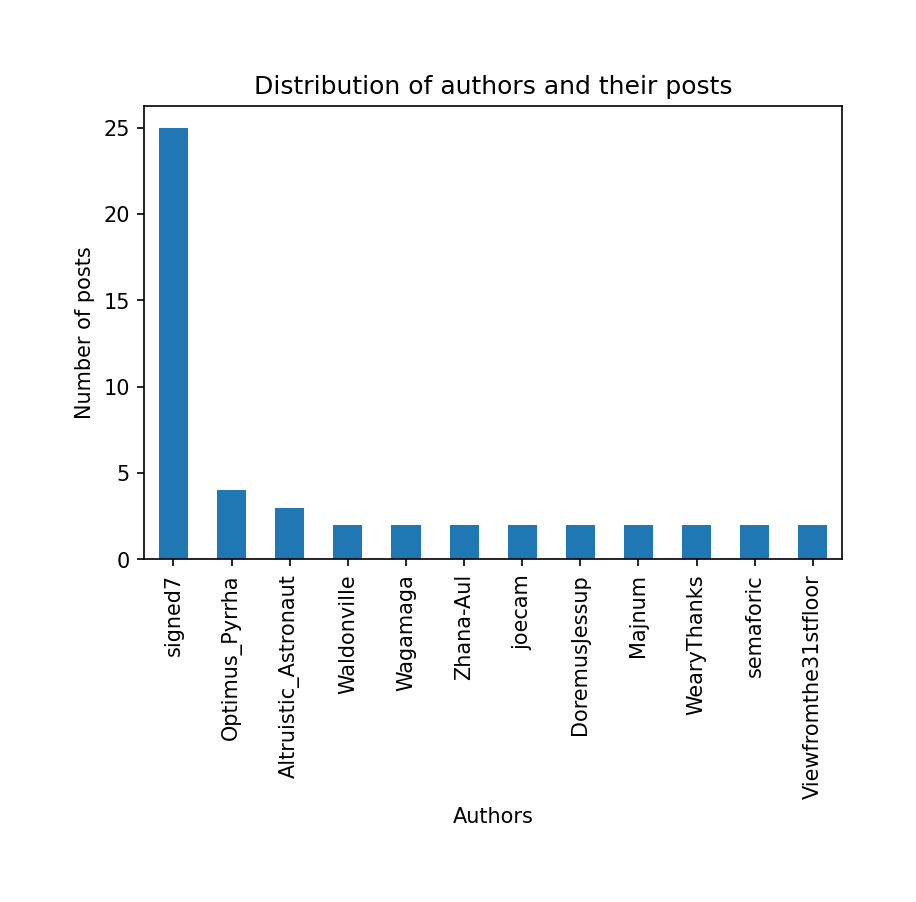 Distribution of authors and their posts
Number of posts
25
20
15
10
5
0
signed7
Optimus_Pyrrha
Altruistic_Astronaut
Waldonville
Wagamaga
Zhana-Aul
joecam
DoremusJessup
Majnum
WearyThanks
semaforic
Viewfromthe31stfloor
Authors